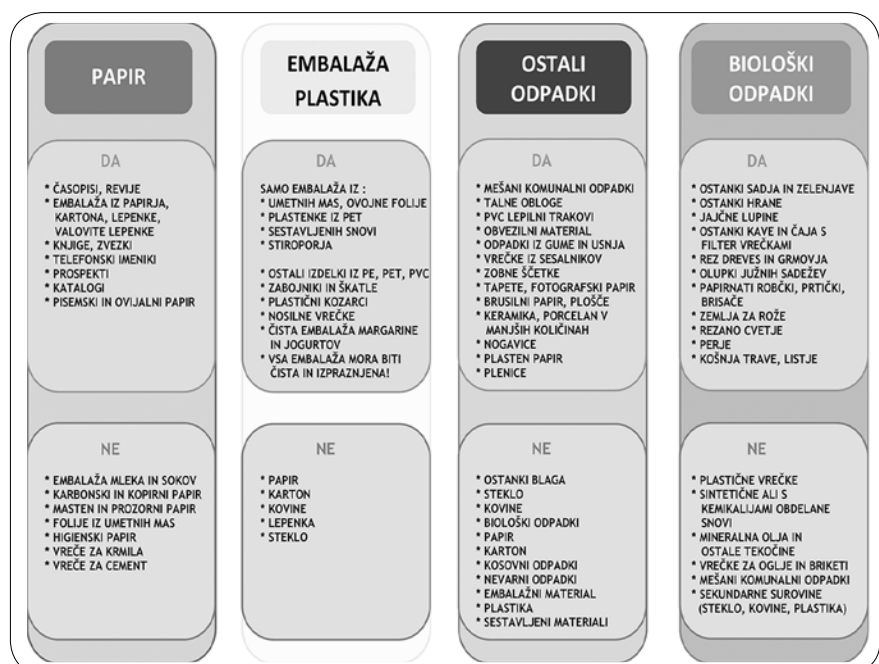 PAPIR
DA
* ČASOPISI, REVIJE
* EMBALAŽA IZ PAPIRJA,
KARTONA, LEPENKE,
VALOVITE LEPENKE
* KNJIGE, ZVEZKI
* TELEFONSKI IMENIKI
* PROSPEKTI
* KATALOGI
* PISEMSKI IN OVIJALNI PAPIR
NE
* EMBALAŽA MLEKA IN SOKOV
* KARBONSKI IN KOPIRNI PAPIR
* MASTEN IN PROZORNI PAPIR
* FOLIJE IZ UMETNIH MAS
* HIGIENSKI PAPIR
* VREČE ZA KRMILA
* VREČE ZA CEMENT
EMBALAŽA
PLASTIKA
DA
SAMO EMBALAŽA IZ :
* UMETNIH MAS, OVOJNE FOLIJE
* PLASTENKE IZ PET
* SESTAVLJENIH SNOVI
* STIROPORJA
* OSTALI IZDELKI IZ PE, PET, PVC
* ZABOJNIKI IN ŠKATLE
* PLASTIČNI KOZARCI
* NOSILNE VREČKE
* ČISTA EMBALAŽA MARGARINE
IN JOGURTOV
* VSA EMBALAŽA MORA BITI
ČISTA IN IZPRAZNJENA!
NE
* PAPIR
* KARTON
* KOVINE
* LEPENKA
* STEKLO
OSTALI
ODPADKI
DA
* MEŠANI KOMUNALNI ODPADKI
* TALNE OBLOGE
* PVC LEPILNI TRAKOVI
* OBVEZILNI MATERIAL
* ODPADKI IZ GUME IN USNJA
* VREČKE IZ SESALNIKOV
* ZOBNE ŠČETKE
* TAPETE, FOTOGRAFSKI PAPIR
* BRUSILNI PAPIR, PLOŠČE
* KERAMIKA, PORCELAN V
MANJŠIH KOLIČINAH
* NOGAVICE
* PLASTEN PAPIR
* PLENICE
NE
* OSTANKI BLAGA
* STEKLO
* KOVINE
* BIOLOŠKI ODPADKI
* PAPIR
* KARTON
* KOSOVNI ODPADKI
* NEVARNI ODPADKI
* EMBALAŽNI MATERIAL
* PLASTIKA
* SESTAVLJENI MATERIALI
BIOLOŠKI
ODPADKI
DA
* OSTANKI SADJA IN ZELENJAVE
* OSTANKI HRANE
* JAJČNE LUPINE
* OSTANKI KAVE IN ČAJA S
FILTER VREČKAMI
* REZ DREVES IN GRMOVJA
* OLUPKI JUŽNIH SADEŽEV
* PAPIRNATI ROBČKI, PRTIČKI,
BRISAČE
* ZEMLJA ZA ROŽE
* REZANO CVETJE
* PERJE
* KOŠNJA TRAVE, LISTJE
NE
* PLASTIČNE VREČKE
* SINTETIČNE ALI S
KEMIKALIJAMI OBDELANE
SNOVI
* MINERALNA OLJA IN
OSTALE TEKOČINE
* VREČKE ZA OGLJE IN BRIKETI
* MEŠANI KOMUNALNI ODPADKI
* SEKUNDARNE SUROVINE
(STEKLO, KOVINE, PLASTIKA)